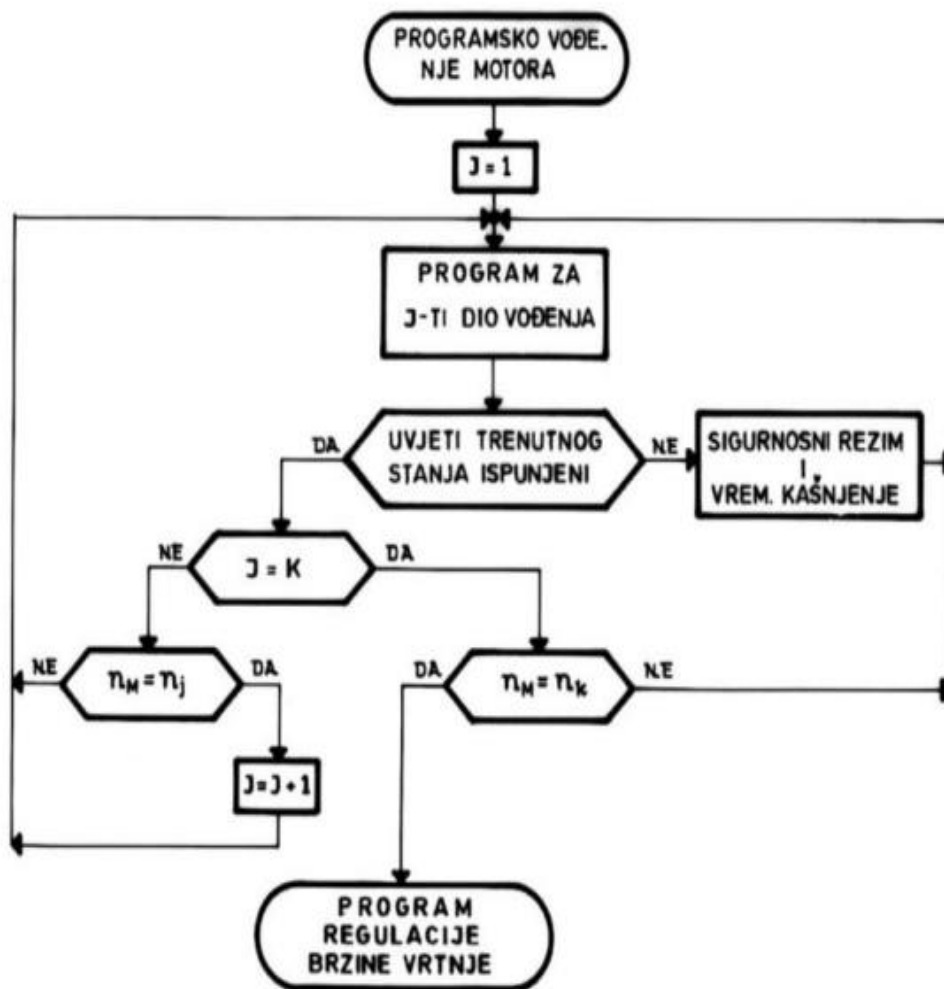 PROGRAMSKO VOĐE-
NJE MOTORA
J = 1
PROGRAM ZA
J-TI DIO VOĐENJA
DA
UVJETI TRENUTNOG
STANJA ISPUNJENI
NE
SIGURNOSNI REZIM
I
VREM. KAŠNJENJE
NE
J = K
DA
NE
n_M = n_j
DA
DA
n_M = n_k
NE
J=J+1
PROGRAM
REGULACIJE
BRZINE VRTNJE